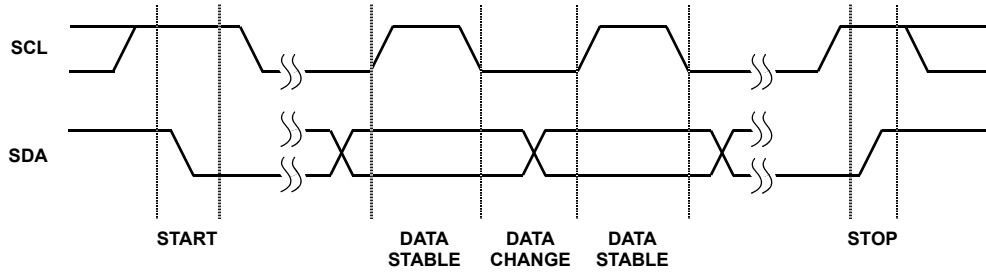 SCL
SDA
START
DATA
STABLE
DATA
CHANGE
DATA
STABLE
STOP